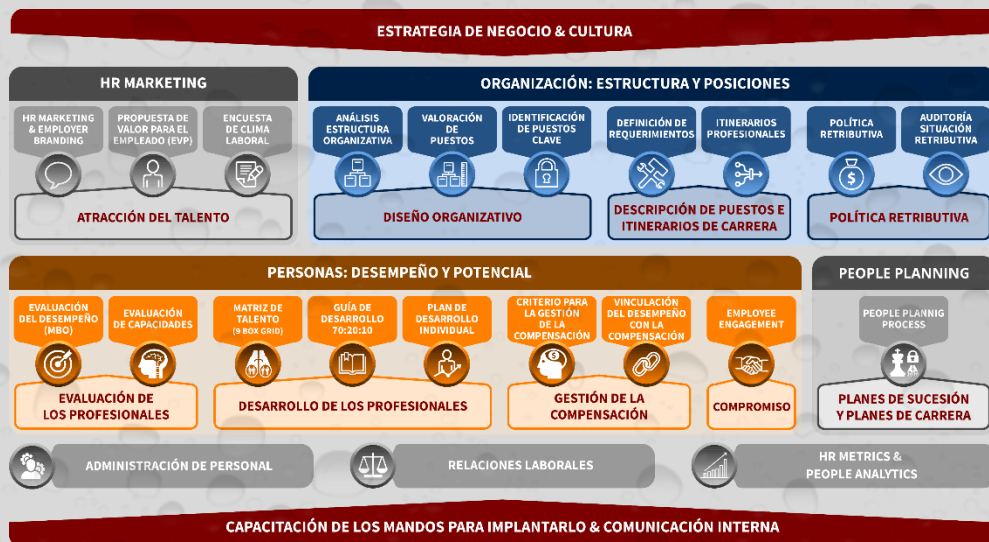 ESTRATEGIA DE NEGOCIO & CULTURA
HR MARKETING
HR MARKETING
& EMPLOYER
BRANDING
PROPUESTA DE
VALOR PARA EL
EMPLEADO (EVP)
ENCUESTA
DE CLIMA
LABORAL
ATRACCIÓN DEL TALENTO
ORGANIZACIÓN: ESTRUCTURA Y POSICIONES
ANÁLISIS
ESTRUCTURA
ORGANIZATIVA
VALORACIÓN
DE
PUESTOS
IDENTIFICACIÓN
DE PUESTOS
CLAVE
DISEÑO ORGANIZATIVO
DEFINICIÓN DE
REQUERIMIENTOS
ITINERARIOS
PROFESIONALES
DESCRIPCIÓN DE PUESTOS E
ITINERARIOS DE CARRERA
POLÍTICA
RETRIBUTIVA
AUDITORÍA
SITUACIÓN
RETRIBUTIVA
$
POLÍTICA RETRIBUTIVA
PERSONAS: DESEMPEÑO Y POTENCIAL
EVALUACIÓN
DEL DESEMPEÑO
(MBO)
EVALUACIÓN
DE CAPACIDADES
EVALUACIÓN DE
LOS PROFESIONALES
MATRIZ DE
TALENTO
(9 BOX GRID)
GUÍA DE
DESARROLLO
70:20:10
PLAN DE
DESARROLLO
INDIVIDUAL
DESARROLLO DE LOS PROFESIONALES
CRITERIO PARA
LA GESTIÓN
DE LA
COMPENSACIÓN
VINCULACIÓN
DEL DESEMPEÑO
CON LA
COMPENSACIÓN
$
GESTIÓN DE LA
COMPENSACIÓN
EMPLOYEE
ENGAGEMENT
COMPROMISO
PEOPLE PLANNING
PEOPLE PLANNIG
PROCESS
PLANES DE SUCESIÓN
Y PLANES DE CARRERA
ADMINISTRACIÓN DE PERSONAL
RELACIONES LABORALES
HR METRICS &
PEOPLE ANALYTICS
CAPACITACIÓN DE LOS MANDOS PARA IMPLANTARLO & COMUNICACIÓN INTERNA